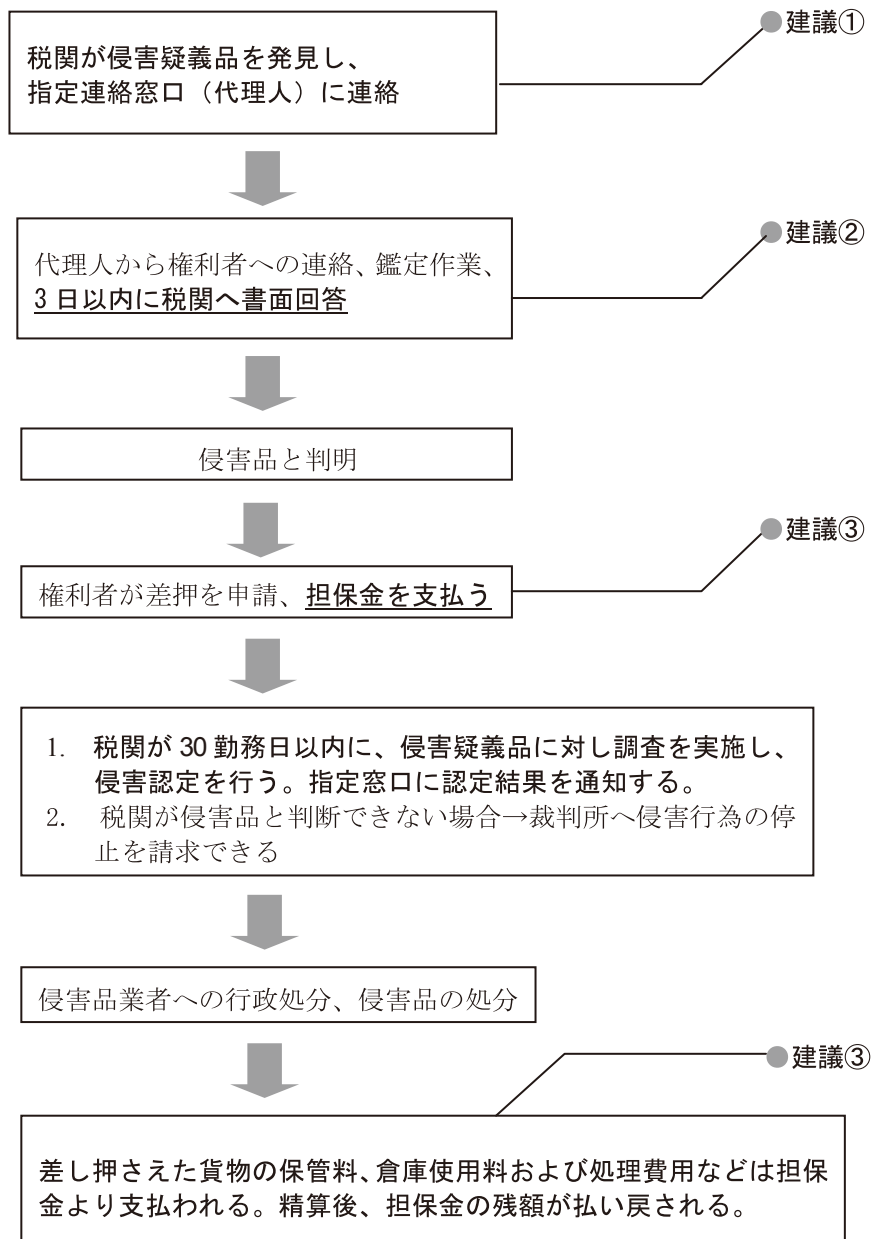 建議①
税関が侵害疑義品を発見し、
指定連絡窓口（代理人）に連絡
建議②
代理人から権利者への連絡、鑑定作業、
3 日以内に税関へ書面回答
侵害品と判明
建議③
権利者が差押を申請、担保金を支払う
1. 税関が 30 勤務日以内に、侵害疑義品に対し調査を実施し、
侵害認定を行う。指定窓口に認定結果を通知する。
2. 税関が侵害品と判断できない場合→裁判所へ侵害行為の停
止を請求できる
侵害品業者への行政処分、侵害品の処分
建議③
差し押さえた貨物の保管料、倉庫使用料および処理費用などは担保
金より支払われる。精算後、担保金の残額が払い戻される。